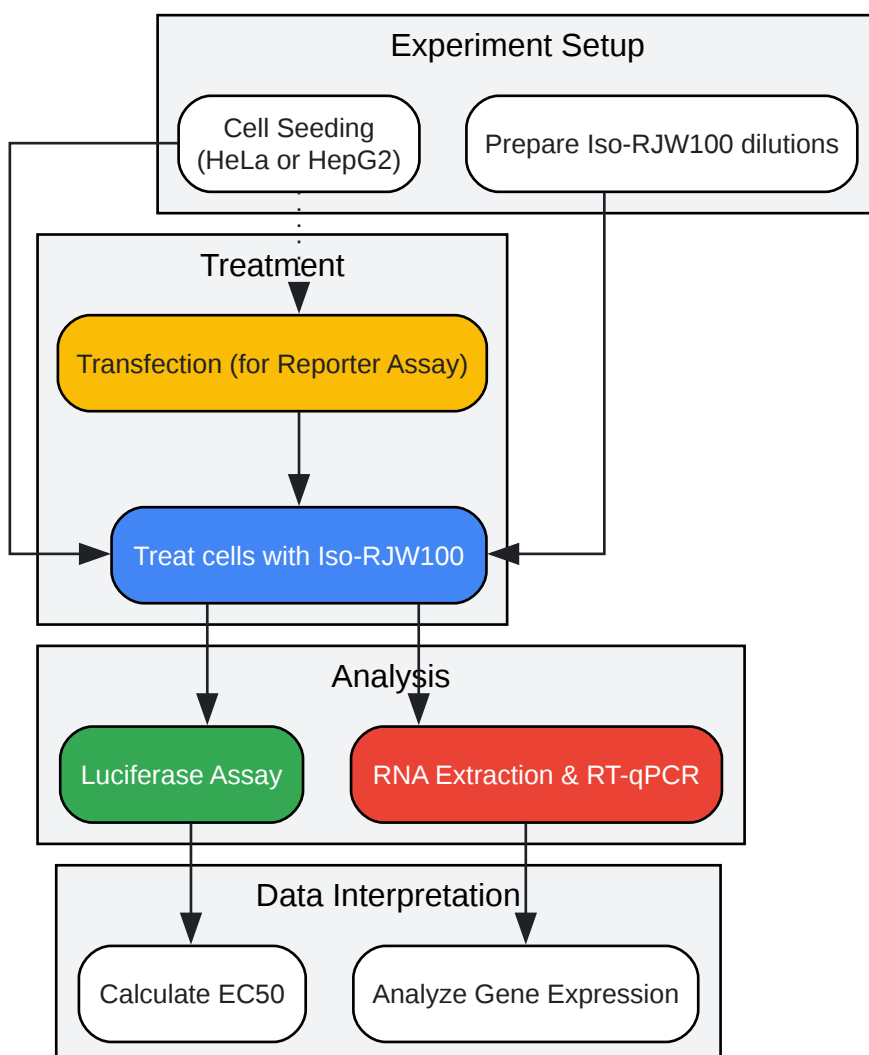 Experiment Setup
Cell Seeding
(HeLa or HepG2)
Prepare Iso-RJW100 dilutions
Treatment
Transfection (for Reporter Assay)
Treat cells with Iso-RJW100
Analysis
Luciferase Assay
RNA Extraction & RT-qPCR
Data Interpretation
Calculate EC50
Analyze Gene Expression